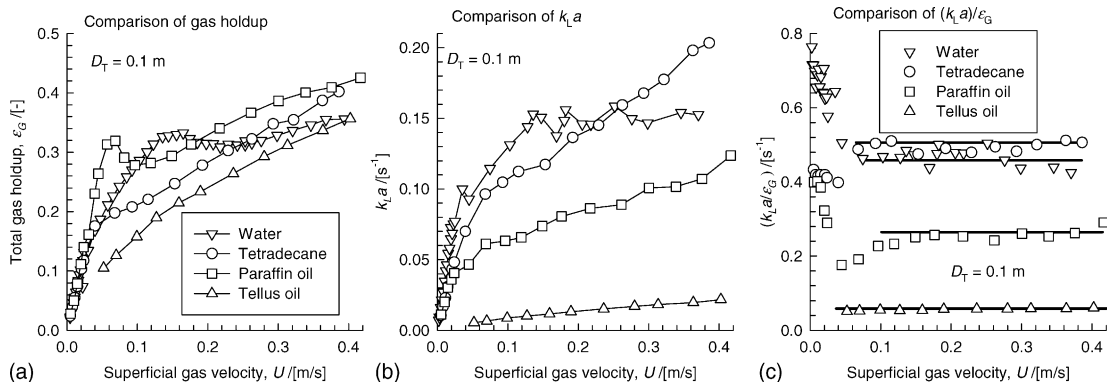 Comparison of gas holdup
D_T = 0.1 m
Total gas holdup, ε_G /[-]
0.5
0.4
0.3
0.2
0.1
0.0
Water
Tetradecane
Paraffin oil
Tellus oil
0.0 0.1 0.2 0.3 0.4
Superficial gas velocity, U /[m/s]
(a)
Comparison of k_L a
D_T = 0.1 m
k_L a /[s⁻¹]
0.20
0.15
0.10
0.05
0.00
0.0 0.1 0.2 0.3 0.4
Superficial gas velocity, U /[m/s]
(b)
Comparison of (k_L a)/ε_G
(k_L a/ε_G) /[s⁻¹]
0.8
0.6
0.4
0.2
0.0
Water
Tetradecane
Paraffin oil
Tellus oil
D_T = 0.1 m
0.0 0.1 0.2 0.3 0.4
Superficial gas velocity, U /[m/s]
(c)